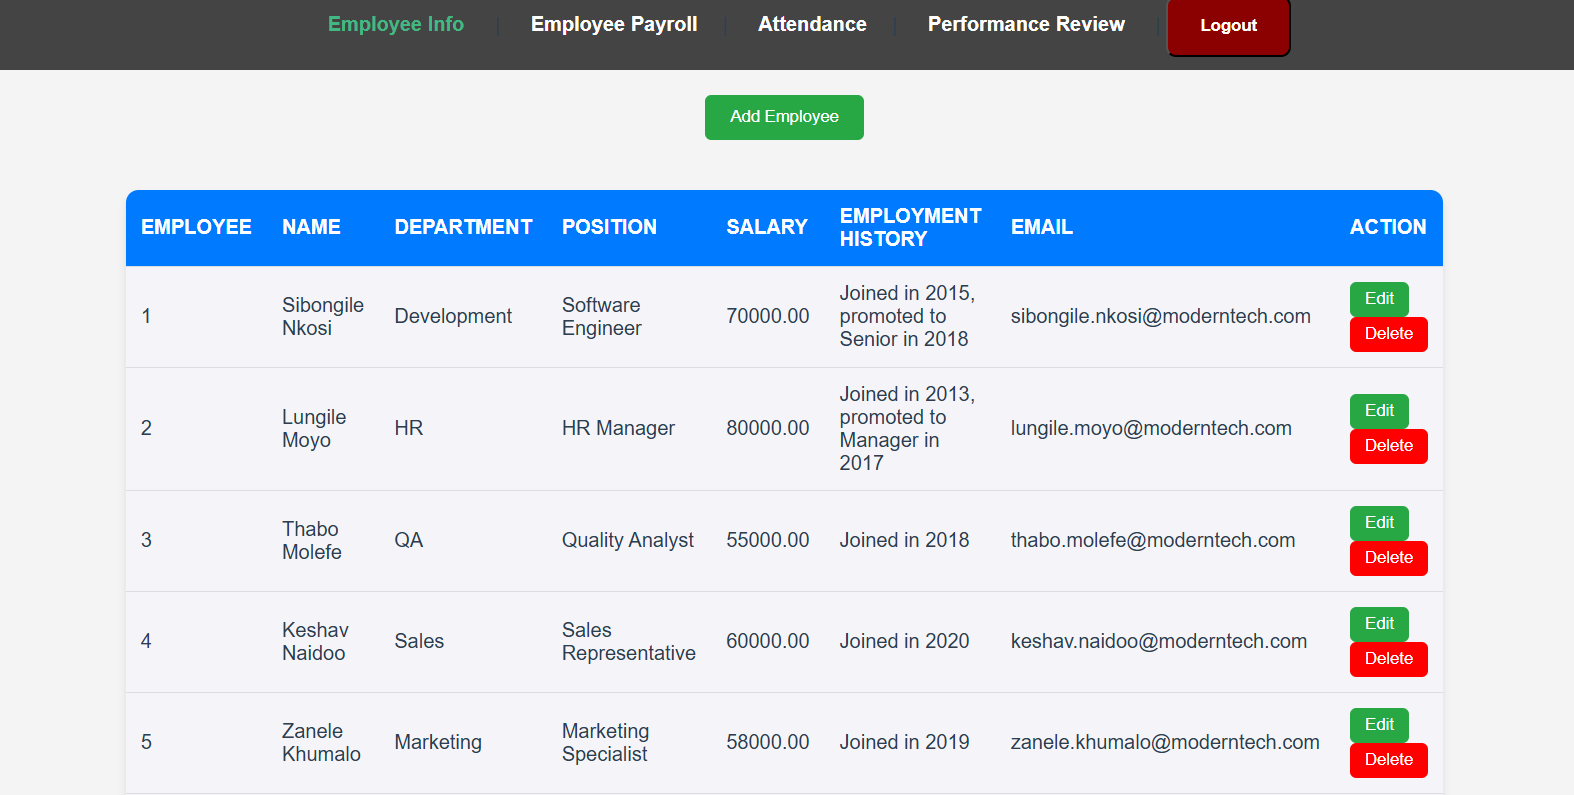 Employee Info | Employee Payroll | Attendance | Performance Review | Logout
Add Employee
EMPLOYEE NAME DEPARTMENT POSITION SALARY EMPLOYMENT HISTORY EMAIL ACTION
1 Sibongile Nkosi Development Software Engineer 70000.00 Joined in 2015, promoted to Senior in 2018 sibongile.nkosi@moderntech.com Edit Delete
2 Lungile Moyo HR HR Manager 80000.00 Joined in 2013, promoted to Manager in 2017 lungile.moyo@moderntech.com Edit Delete
3 Thabo Molefe QA Quality Analyst 55000.00 Joined in 2018 thabo.molefe@moderntech.com Edit Delete
4 Keshav Naidoo Sales Sales Representative 60000.00 Joined in 2020 keshav.naidoo@moderntech.com Edit Delete
5 Zanele Khumalo Marketing Marketing Specialist 58000.00 Joined in 2019 zanele.khumalo@moderntech.com Edit Delete